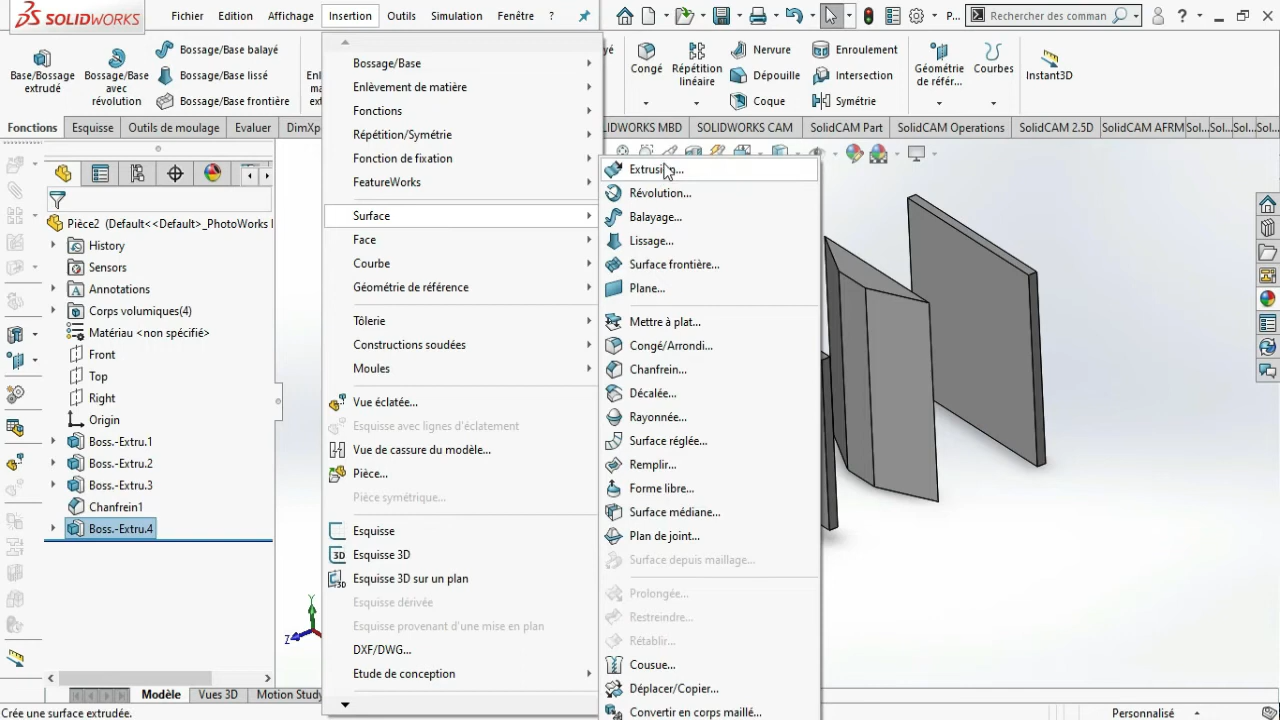 SOLIDWORKS
Fichier
Edition
Affichage
Insertion
Outils
Simulation
Fenêtre
?
P...
Rechercher des comman
?
Base/Bossage
extrudé
Bossage/Base
avec
révolution
Bossage/Base balayé
Bossage/Base lissé
Bossage/Base frontière
Congé
Répétition
linéaire
Nervure
Dépouille
Coque
Enroulement
Intersection
Symétrie
Géométrie
de référ...
Courbes
Instant3D
Fonctions
Esquisse
Outils de moulage
Evaluer
DimXp
LIDWORKS MBD
SOLIDWORKS CAM
SolidCAM Part
SolidCAM Operations
SolidCAM 2.5D
SolidCAM AFRM
Sol...
Sol...
Sol...
Sol...
Pièce2 (Default<<Default>_PhotoWorks
History
Sensors
Annotations
Corps volumiques(4)
Matériau <non spécifié>
Front
Top
Right
Origin
Boss.-Extru.1
Boss.-Extru.2
Boss.-Extru.3
Chanfrein1
Boss.-Extru.4
Bossage/Base
Enlèvement de matière
Fonctions
Répétition/Symétrie
Fonction de fixation
FeatureWorks
Surface
Face
Courbe
Géométrie de référence
Tôlerie
Constructions soudées
Moules
Vue éclatée...
Esquisse avec lignes d'éclatement
Vue de cassure du modèle...
Pièce...
Pièce symétrique...
Esquisse
Esquisse 3D
Esquisse 3D sur un plan
Esquisse dérivée
Esquisse provenant d'une mise en plan
DXF/DWG...
Etude de conception
Extrusion...
Révolution...
Balayage...
Lissage...
Surface frontière...
Plane...
Mettre à plat...
Congé/Arrondi...
Chanfrein...
Décalée...
Rayonnée...
Surface réglée...
Remplir...
Forme libre...
Surface médiane...
Plan de joint...
Surface depuis maillage...
Prolongée...
Restreindre...
Rétablir...
Cousue...
Déplacer/Copier...
Convertir en corps maillé...
Z
Y
Modèle
Vues 3D
Motion Study
Crée une surface extrudée.
Personnalisé